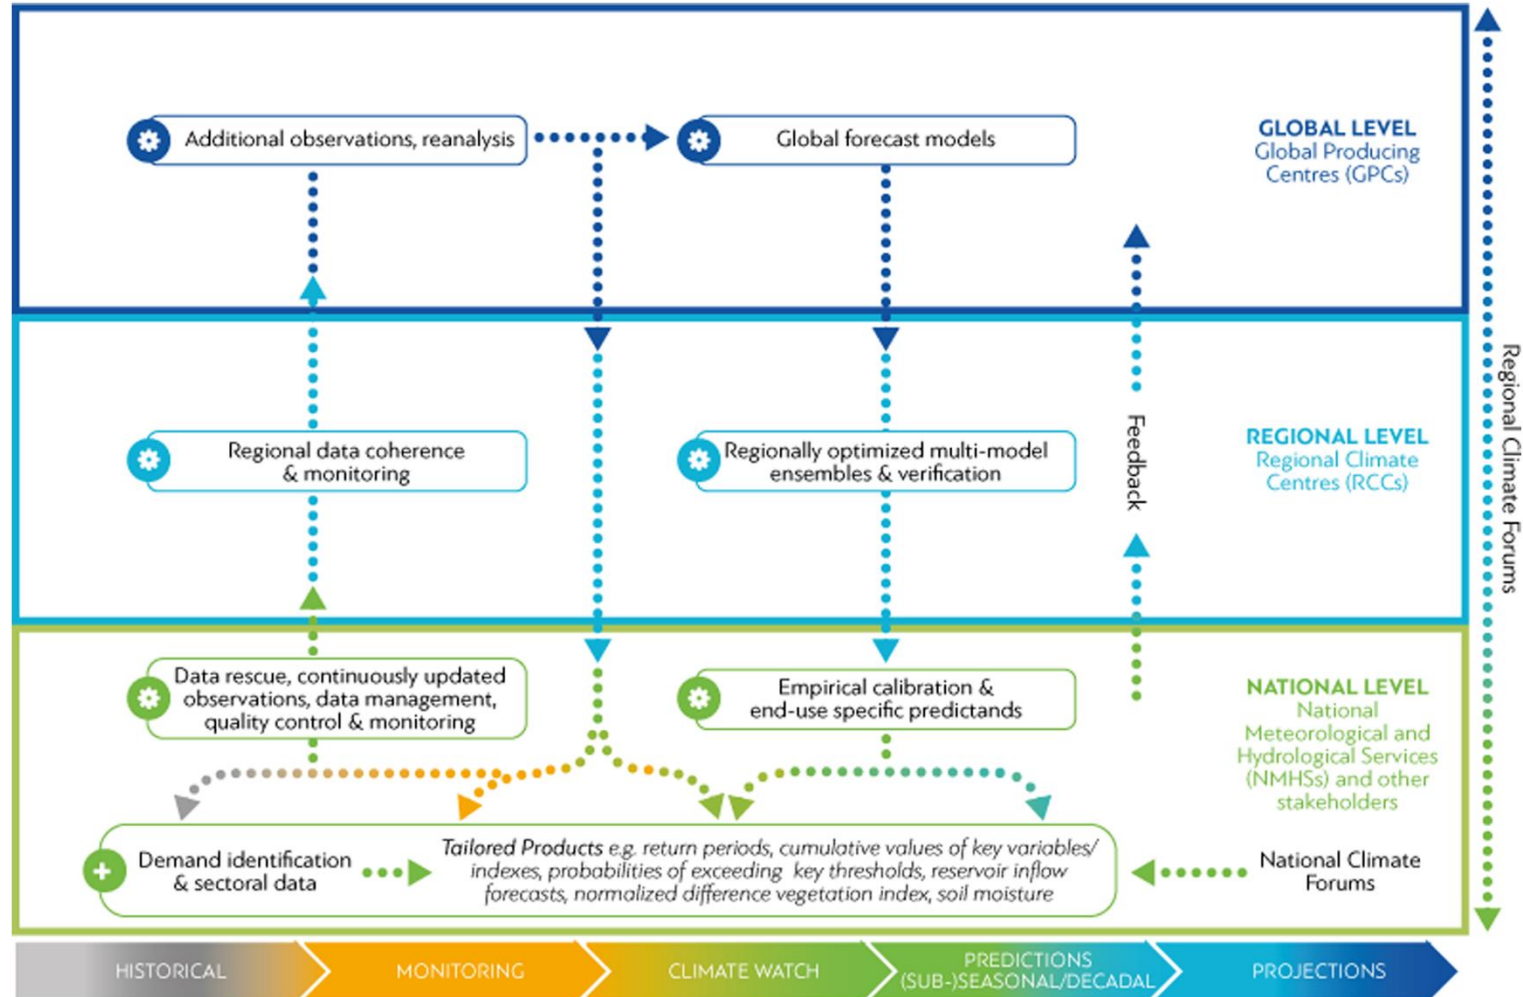 Additional observations, reanalysis
Global forecast models
GLOBAL LEVEL
Global Producing
Centres (GPCs)
Regional data coherence
& monitoring
Regionally optimized multi-model
ensembles & verification
Feedback
REGIONAL LEVEL
Regional Climate
Centres (RCCs)
Regional Climate Forums
Data rescue, continuously updated
observations, data management,
quality control & monitoring
Empirical calibration &
end-use specific predictands
NATIONAL LEVEL
National
Meteorological and
Hydrological Services
(NMHSs) and other
stakeholders
Demand identification
& sectoral data
Tailored Products e.g. return periods, cumulative values of key variables/
indexes, probabilities of exceeding key thresholds, reservoir inflow
forecasts, normalized difference vegetation index, soil moisture
National Climate
Forums
HISTORICAL
MONITORING
CLIMATE WATCH
PREDICTIONS
(SUB-)SEASONAL/DECADAL
PROJECTIONS